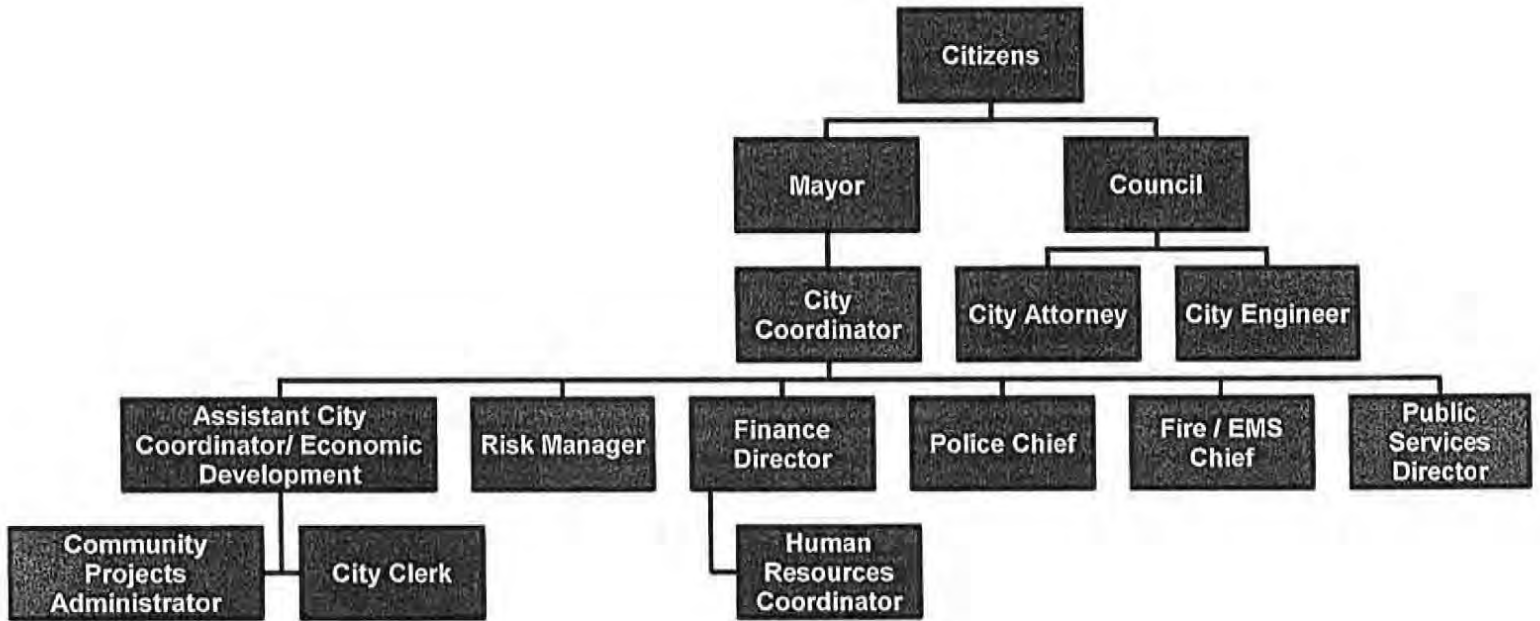 Citizens
Mayor
Council
City
Coordinator
City Attorney
City Engineer
Assistant City
Coordinator/ Economic
Development
Risk Manager
Finance
Director
Police Chief
Fire / EMS
Chief
Public
Services
Director
Community
Projects
Administrator
City Clerk
Human
Resources
Coordinator